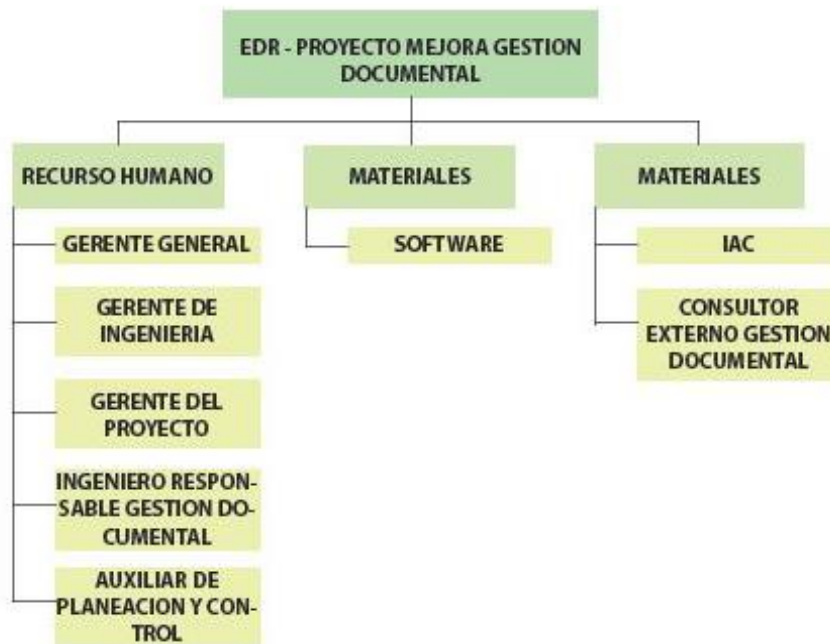 EDR - PROYECTO MEJORA GESTION
DOCUMENTAL
RECURSO HUMANO
GERENTE GENERAL
GERENTE DE
INGENIERIA
GERENTE DEL
PROYECTO
INGENIERO RESPON-
SABLE GESTION DO-
CUMENTAL
AUXILIAR DE
PLANEACION Y CON-
TROL
MATERIALES
SOFTWARE
MATERIALES
IAC
CONSULTOR
EXTERNO GESTION
DOCUMENTAL